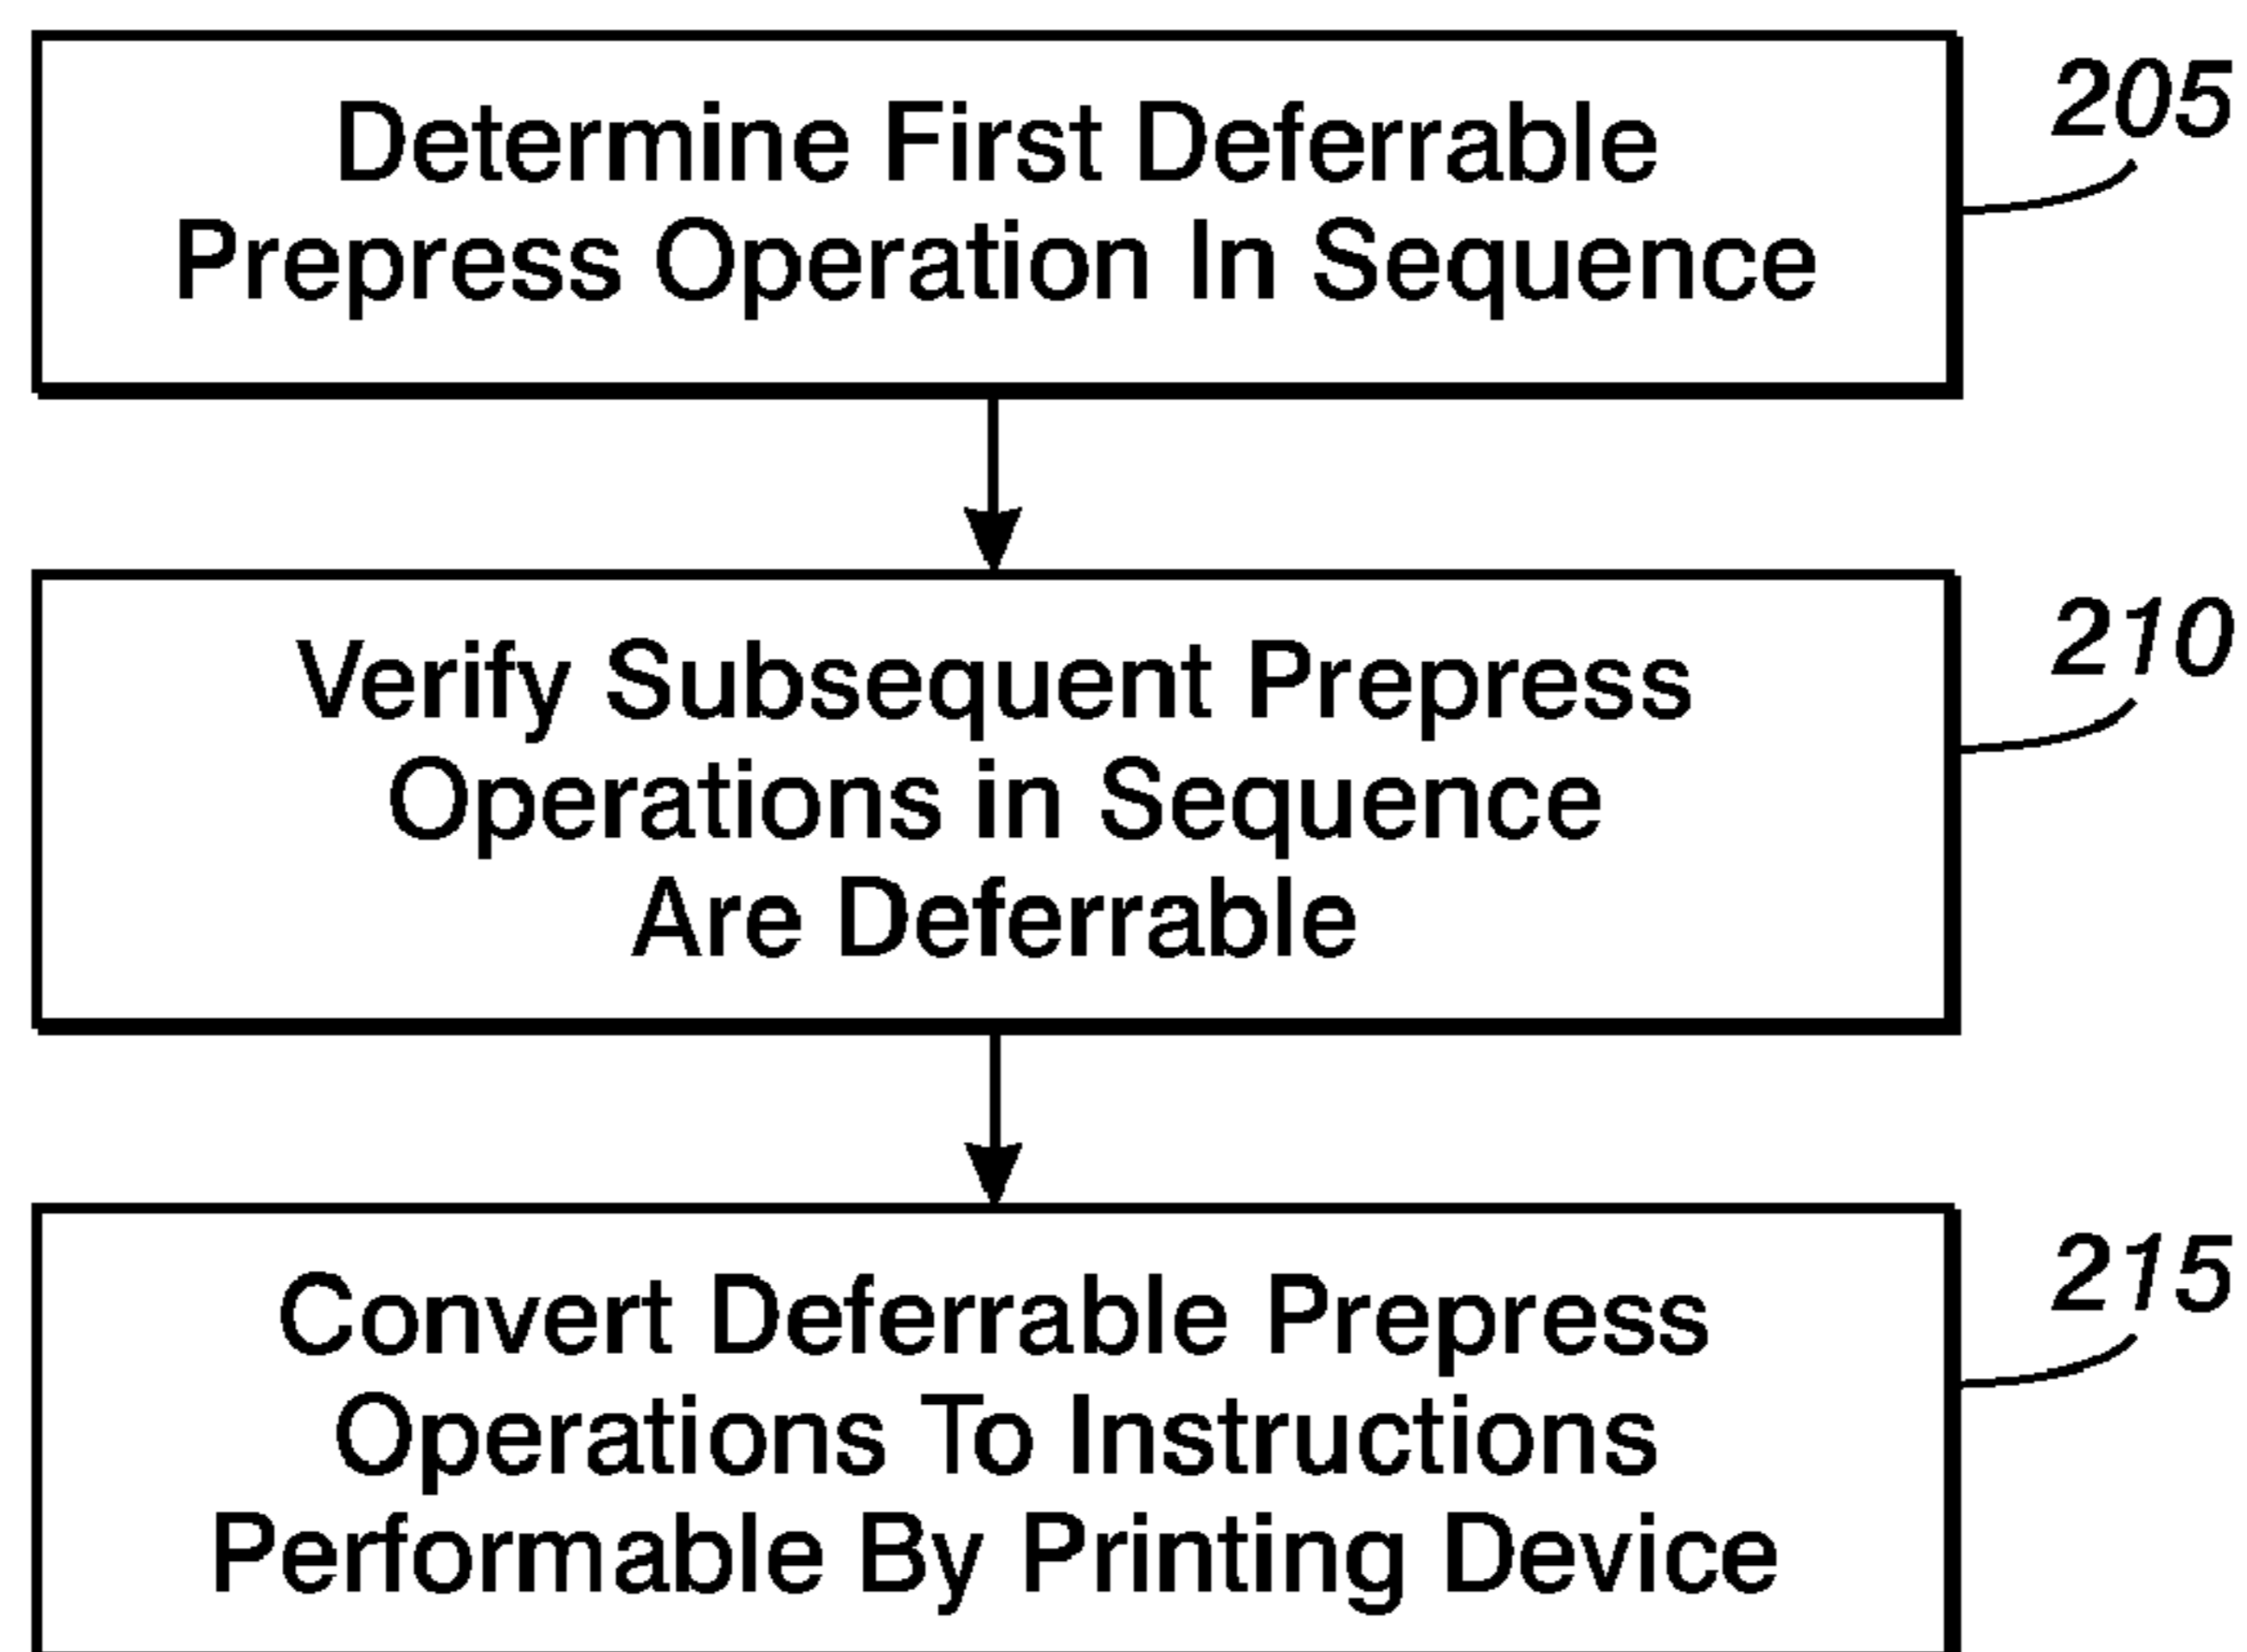 Determine First Deferrable
Prepress Operation In Sequence
205
Verify Subsequent Prepress
Operations in Sequence
Are Deferrable
210
Convert Deferrable Prepress
Operations To Instructions
Performable By Printing Device
215